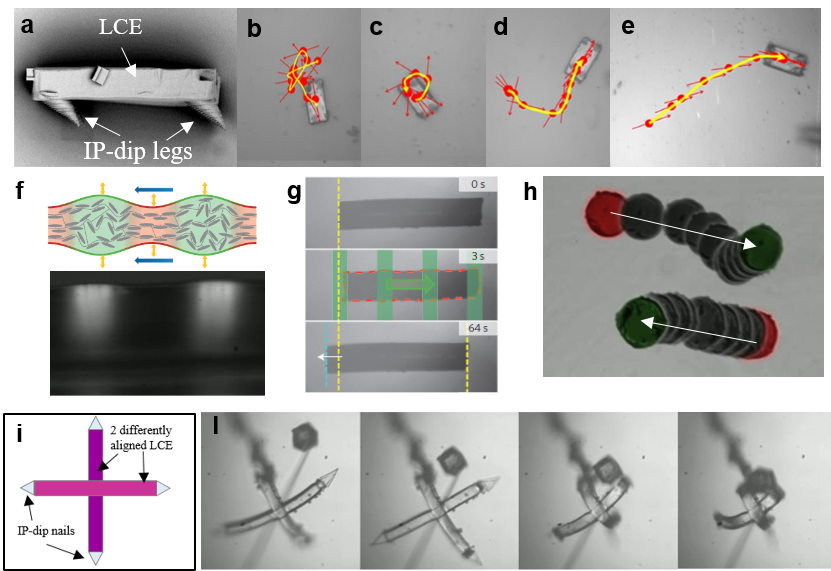 a
LCE
IP-dip legs
b
c
d
e
f
g
0 s
3 s
64 s
h
i
2 differently
aligned LCE
IP-dip nails
l